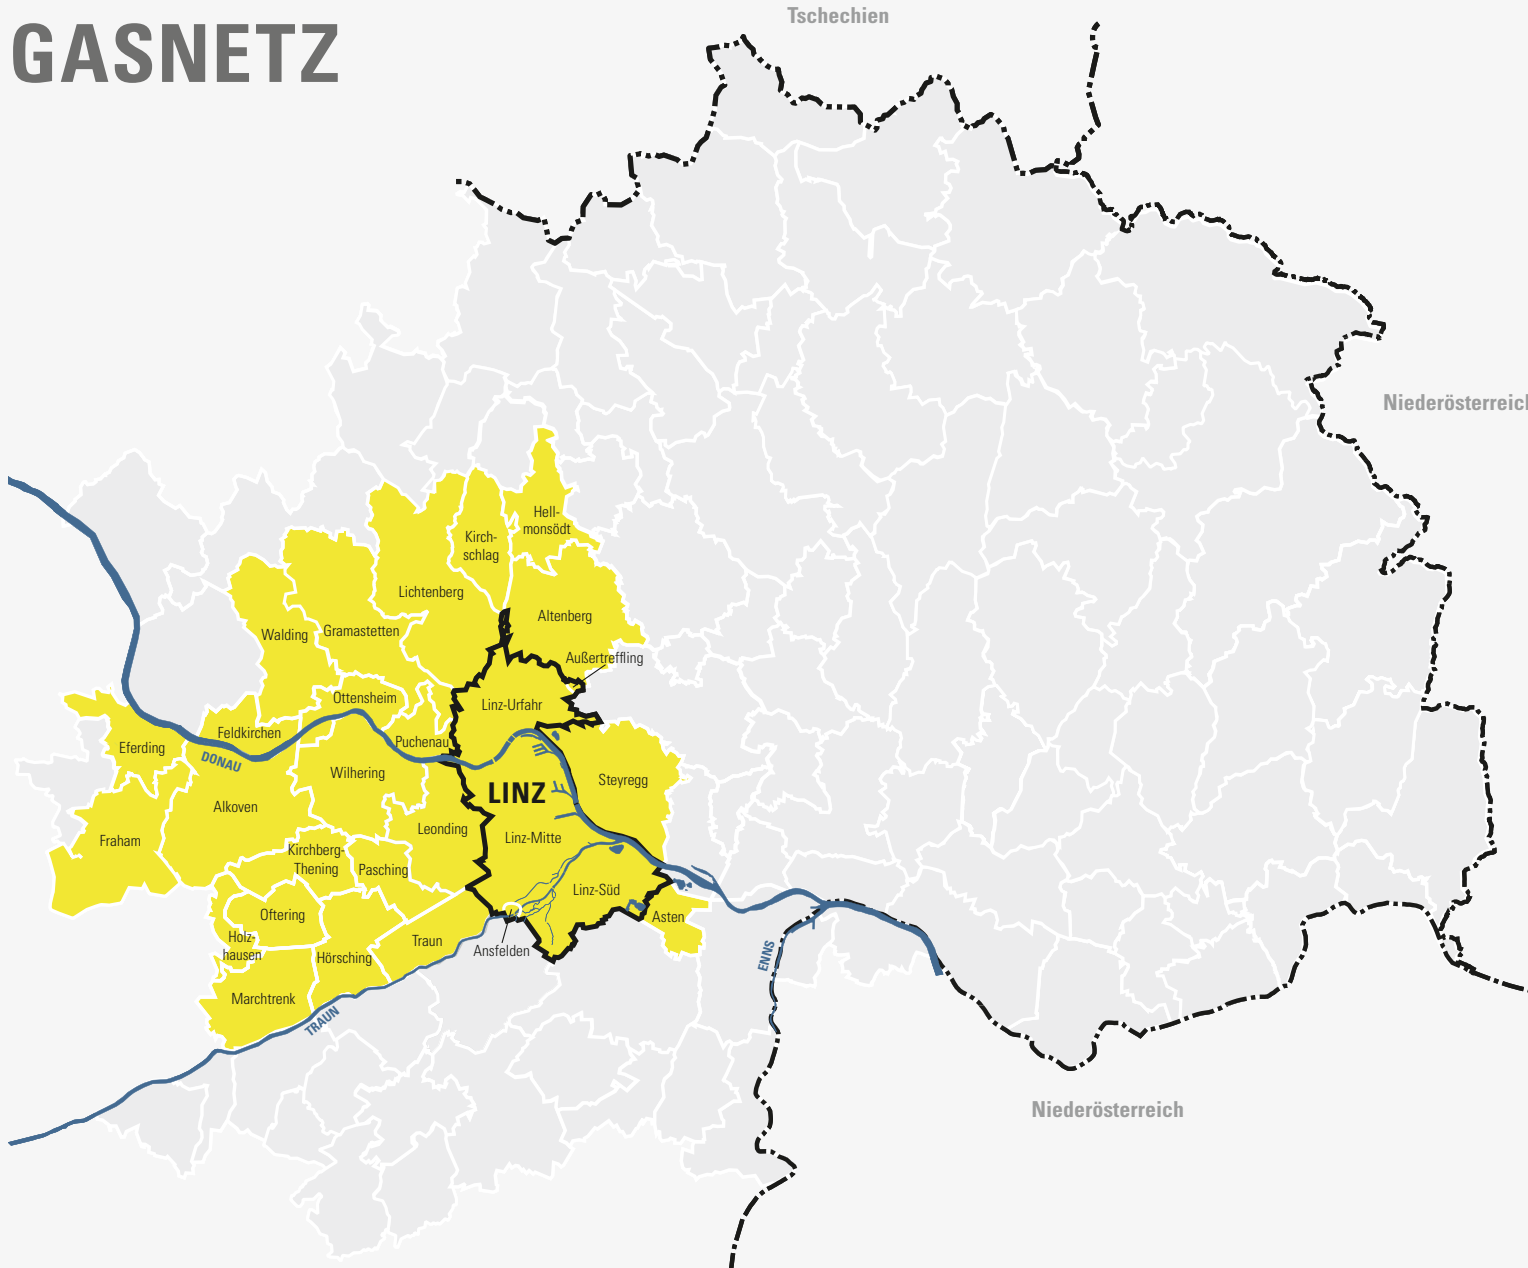 GASNETZ
Tschechien
Niederösterreich
Hell-
monsödt
Kirch-
schlag
Lichtenberg
Altenberg
Gramastetten
Walding
Außertreffling
Ottensheim
Linz-Urfahr
Feldkirchen
Puchenau
Eferding
DONAU
Wilhering
Steyregg
LINZ
Alkoven
Leonding
Linz-Mitte
Fraham
Kirchberg-
Thening
Pasching
Linz-Süd
Oftering
Asten
Holz-
hausen
Traun
Ansfelden
Hörsching
ENNS
Marchtrenk
TRAUN
Niederösterreich